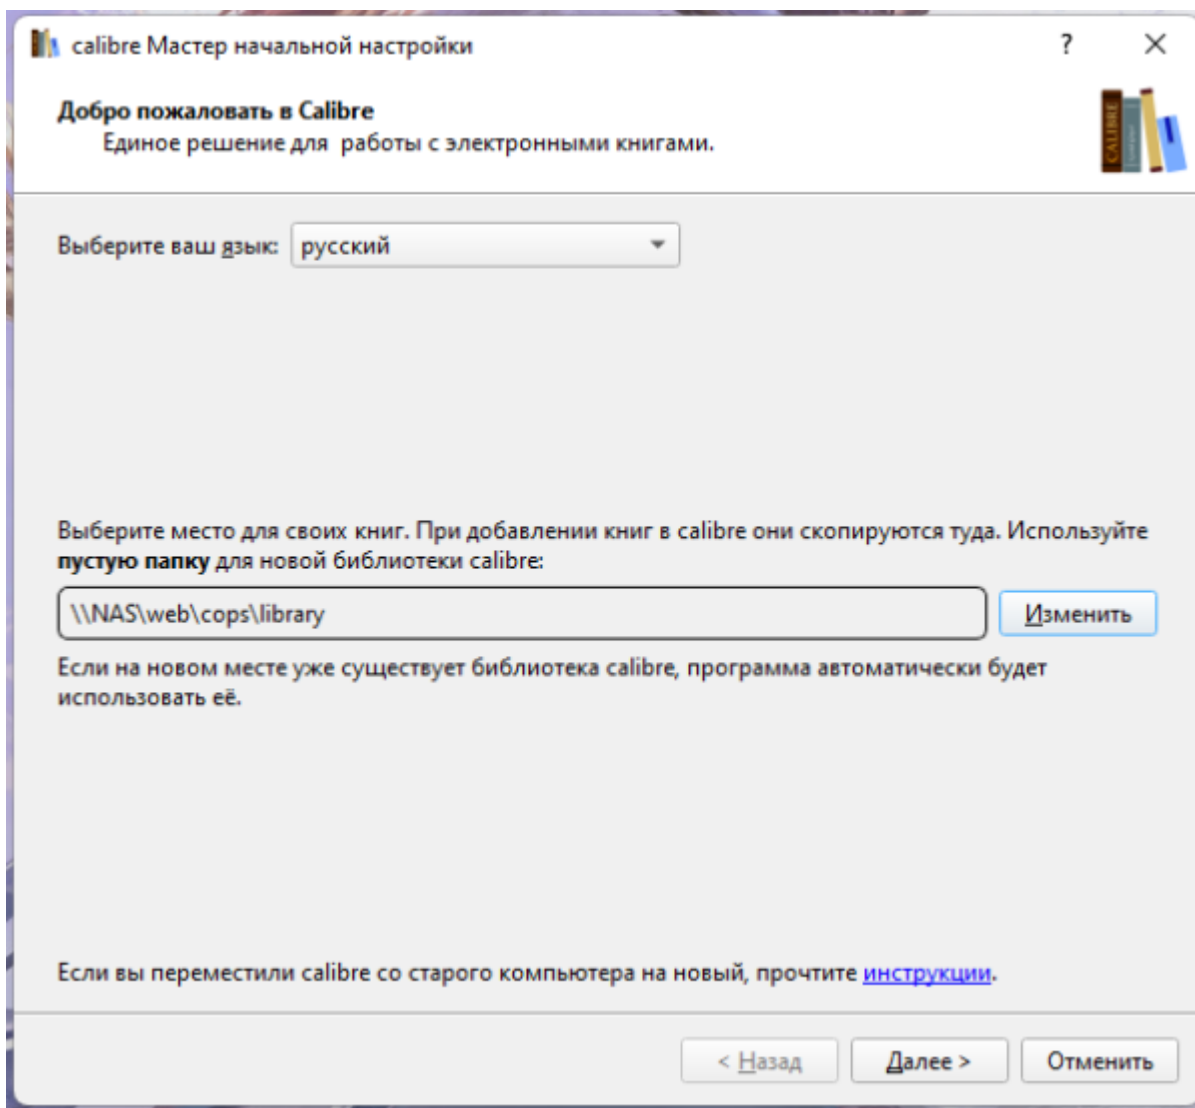 calibre Мастер начальной настройки
?
Добро пожаловать в Calibre
Единое решение для  работы с электронными книгами.
CALIBRE
Выберите ваш язык:
русский
Выберите место для своих книг. При добавлении книг в calibre они скопируются туда. Используйте
пустую папку для новой библиотеки calibre:
\\NAS\web\cops\library
Изменить
Если на новом месте уже существует библиотека calibre, программа автоматически будет
использовать её.
Если вы переместили calibre со старого компьютера на новый, прочтите инструкции.
< Назад
Далее >
Отменить